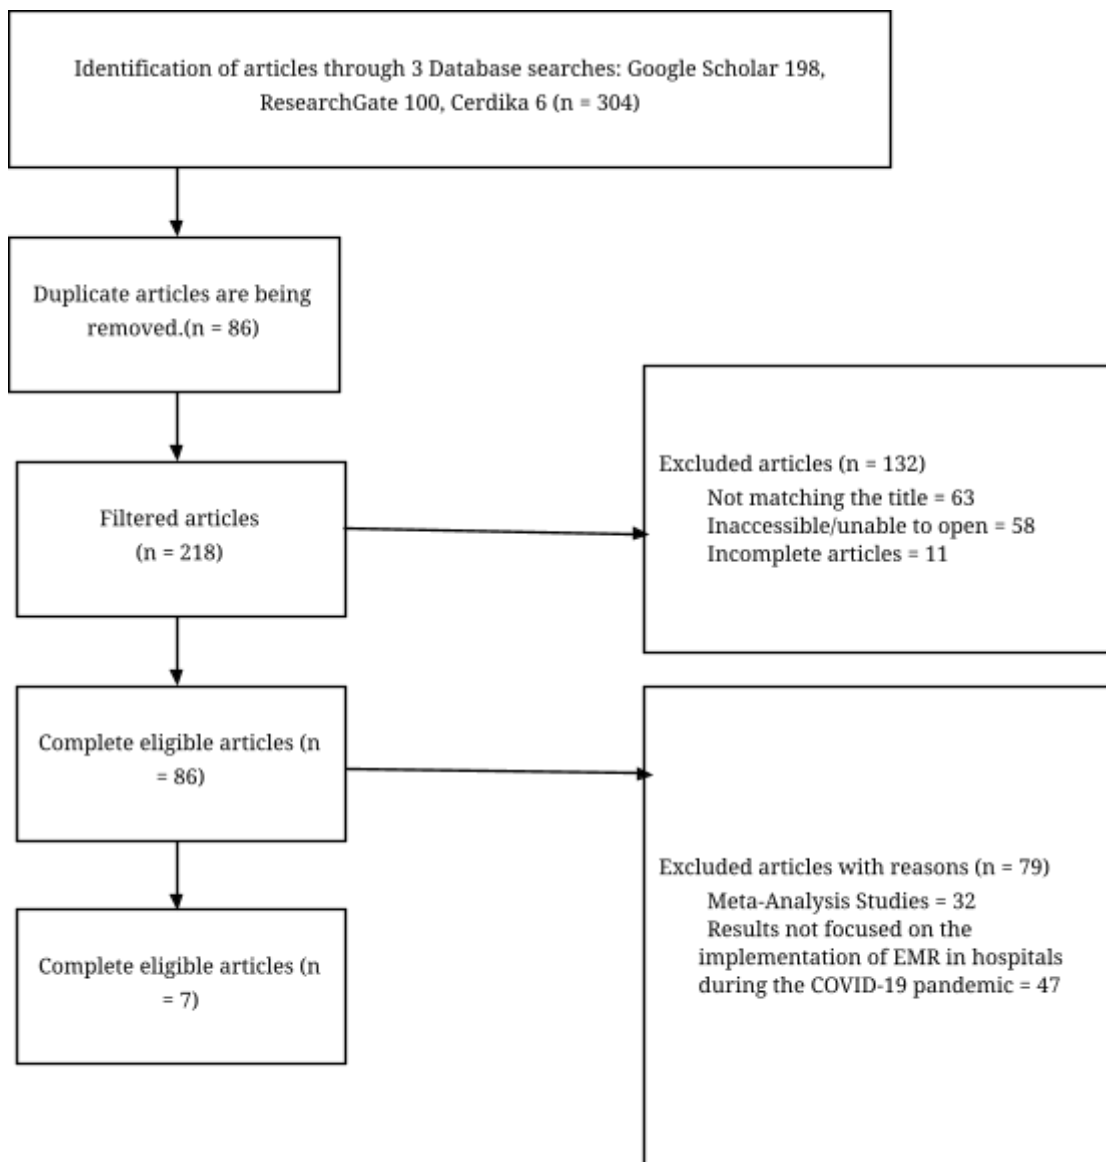 Identification of articles through 3 Database searches: Google Scholar 198,
ResearchGate 100, Cerdika 6 (n = 304)
Duplicate articles are being
removed.(n = 86)
Filtered articles
(n = 218)
Excluded articles (n = 132)
Not matching the title = 63
Inaccessible/unable to open = 58
Incomplete articles = 11
Complete eligible articles (n
= 86)
Excluded articles with reasons (n = 79)
Meta-Analysis Studies = 32
Results not focused on the
implementation of EMR in hospitals
during the COVID-19 pandemic = 47
Complete eligible articles (n
= 7)